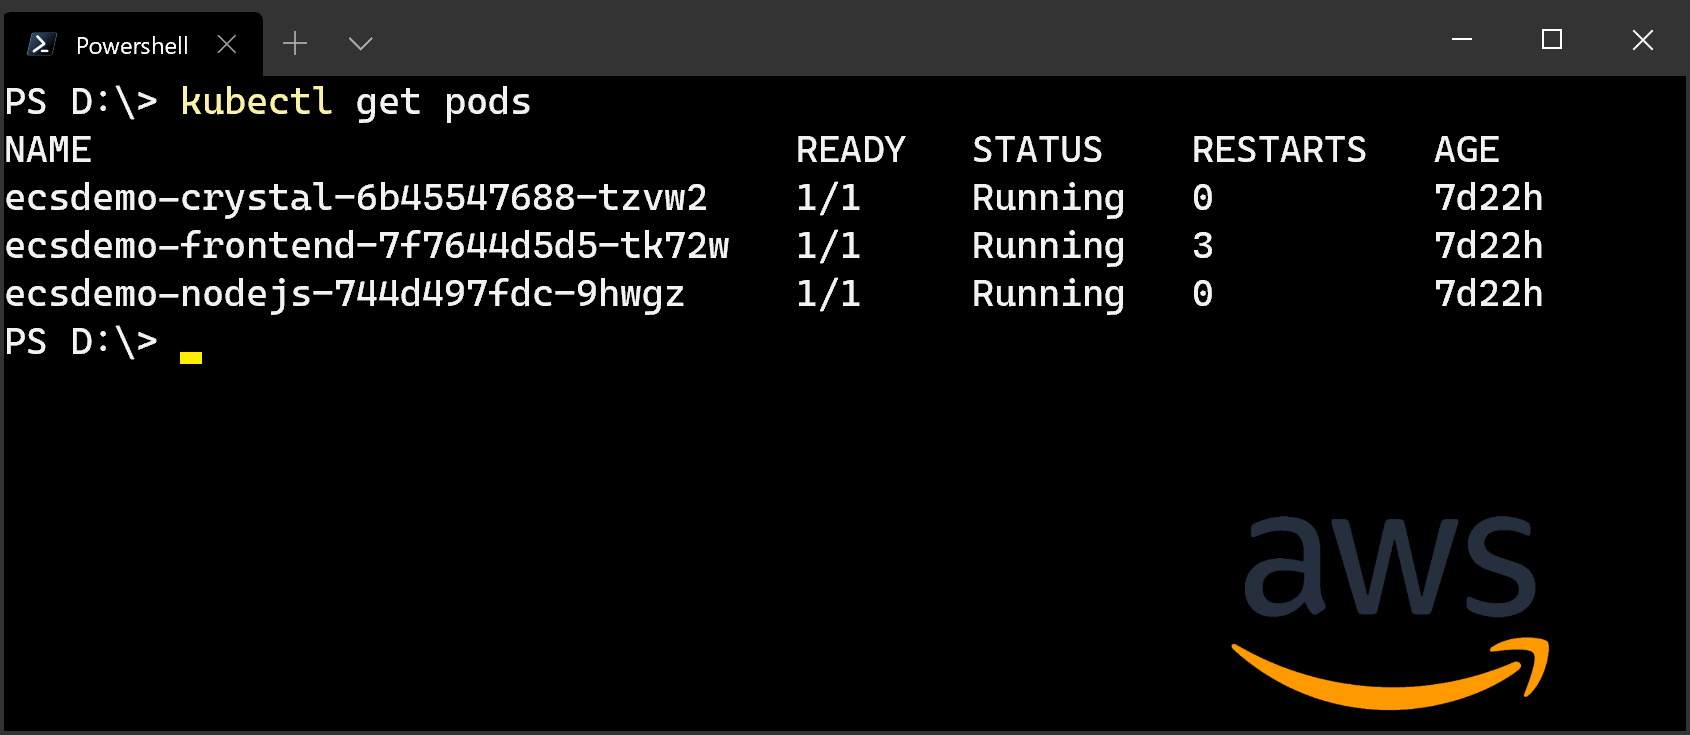 Powershell
PS D:\> kubectl get pods
NAME READY STATUS RESTARTS AGE
ecsdemo-crystal-6b45547688-tzvw2 1/1 Running 0 7d22h
ecsdemo-frontend-7f7644d5d5-tk72w 1/1 Running 3 7d22h
ecsdemo-nodejs-744d497fdc-9hwgz 1/1 Running 0 7d22h
PS D:\>
aws